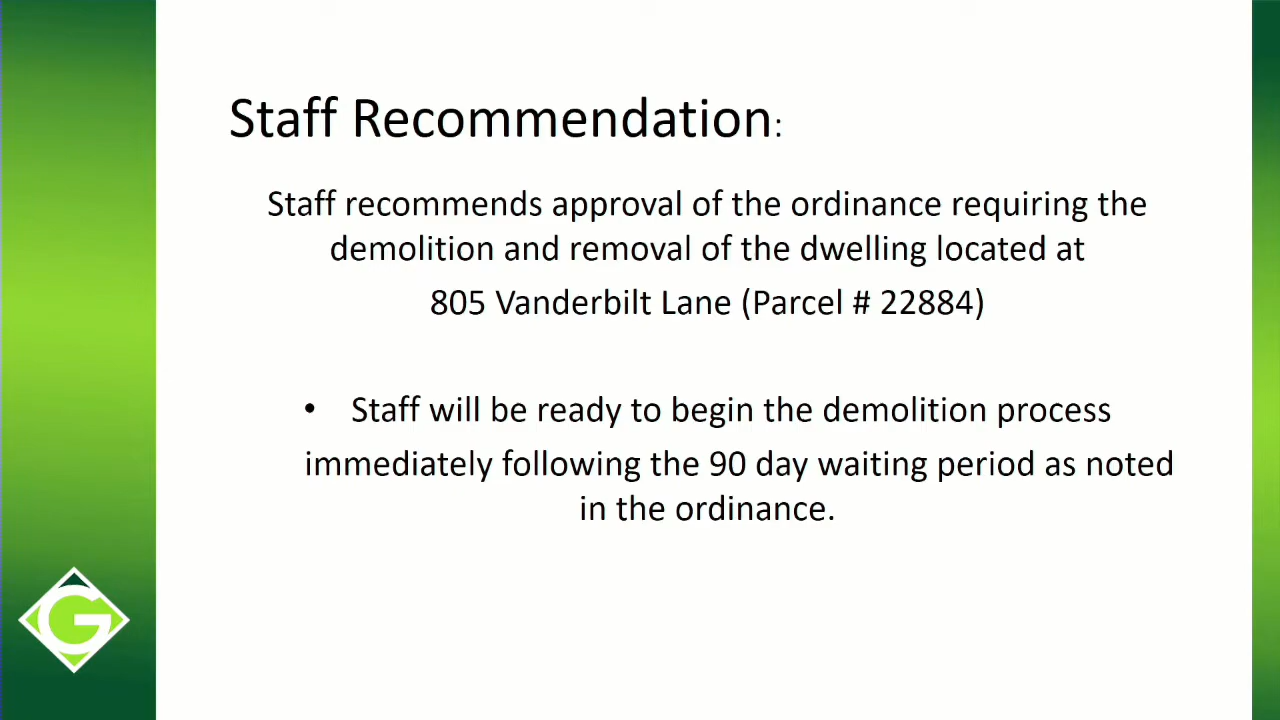 Staff Recommendation:
Staff recommends approval of the ordinance requiring the
demolition and removal of the dwelling located at
805 Vanderbilt Lane (Parcel # 22884)
• Staff will be ready to begin the demolition process
immediately following the 90 day waiting period as noted
in the ordinance.
G